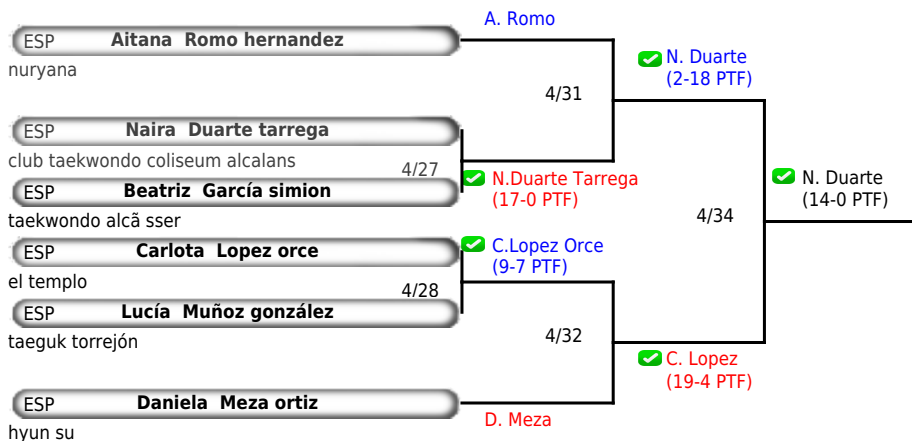 A. Romo
ESP Aitana Romo hernandez
nuryana
N. Duarte
(2-18 PTF)
4/31
ESP Naira Duarte tarrega
club taekwondo coliseum alcalans
4/27
N.Duarte Tarrega
(17-0 PTF)
ESP Beatriz García simion
taekwondo alcã sser
N. Duarte
(14-0 PTF)
4/34
ESP Carlota Lopez orce
el templo
C.Lopez Orce
(9-7 PTF)
4/28
ESP Lucía Muñoz gonzález
taeguk torrejón
4/32
C. Lopez
(19-4 PTF)
ESP Daniela Meza ortiz
hyun su
D. Meza